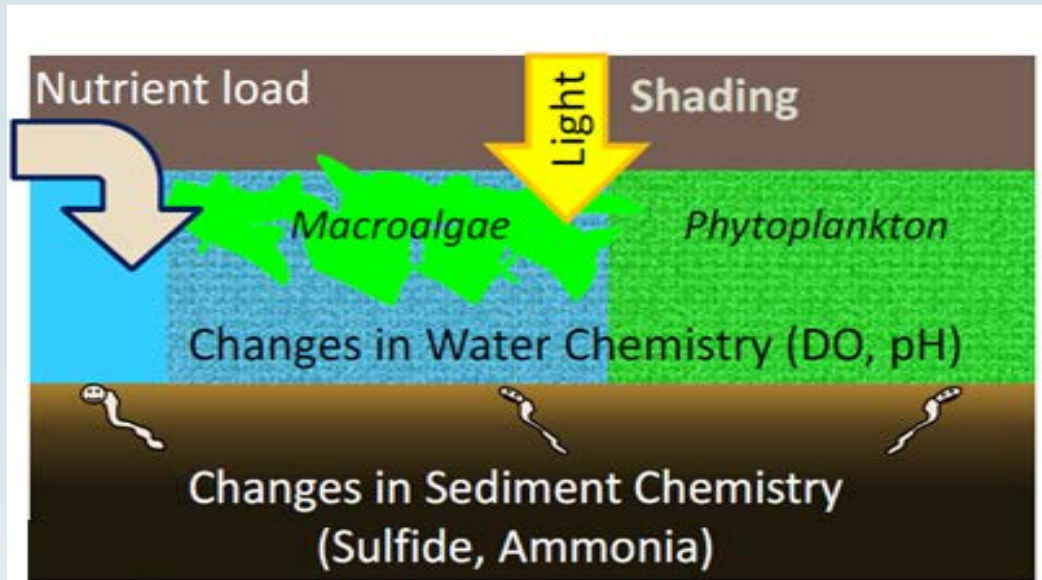 Nutrient load
Light
Shading
Macroalgae
Phytoplankton
Changes in Water Chemistry (DO, pH)
Changes in Sediment Chemistry
(Sulfide, Ammonia)